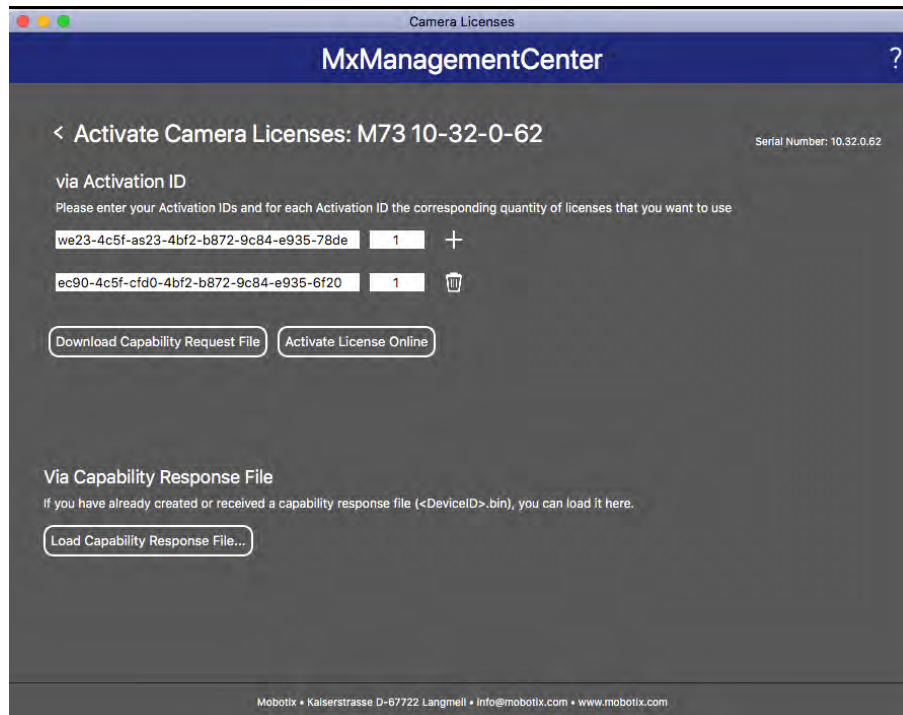 Camera Licenses
MxManagementCenter
?
< Activate Camera Licenses: M73 10-32-0-62
Serial Number: 10.32.0.62
via Activation ID
Please enter your Activation IDs and for each Activation ID the corresponding quantity of licenses that you want to use
we23-4c5f-as23-4bf2-b872-9c84-e935-78de 1 +
ec90-4c5f-cfd0-4bf2-b872-9c84-e935-6f20 1
Download Capability Request File Activate License Online
Via Capability Response File
If you have already created or received a capability response file (<DeviceID>.bin), you can load it here.
Load Capability Response File...
Mobotix • Kaiserstrasse D-67722 Langmeil • info@mobotix.com • www.mobotix.com